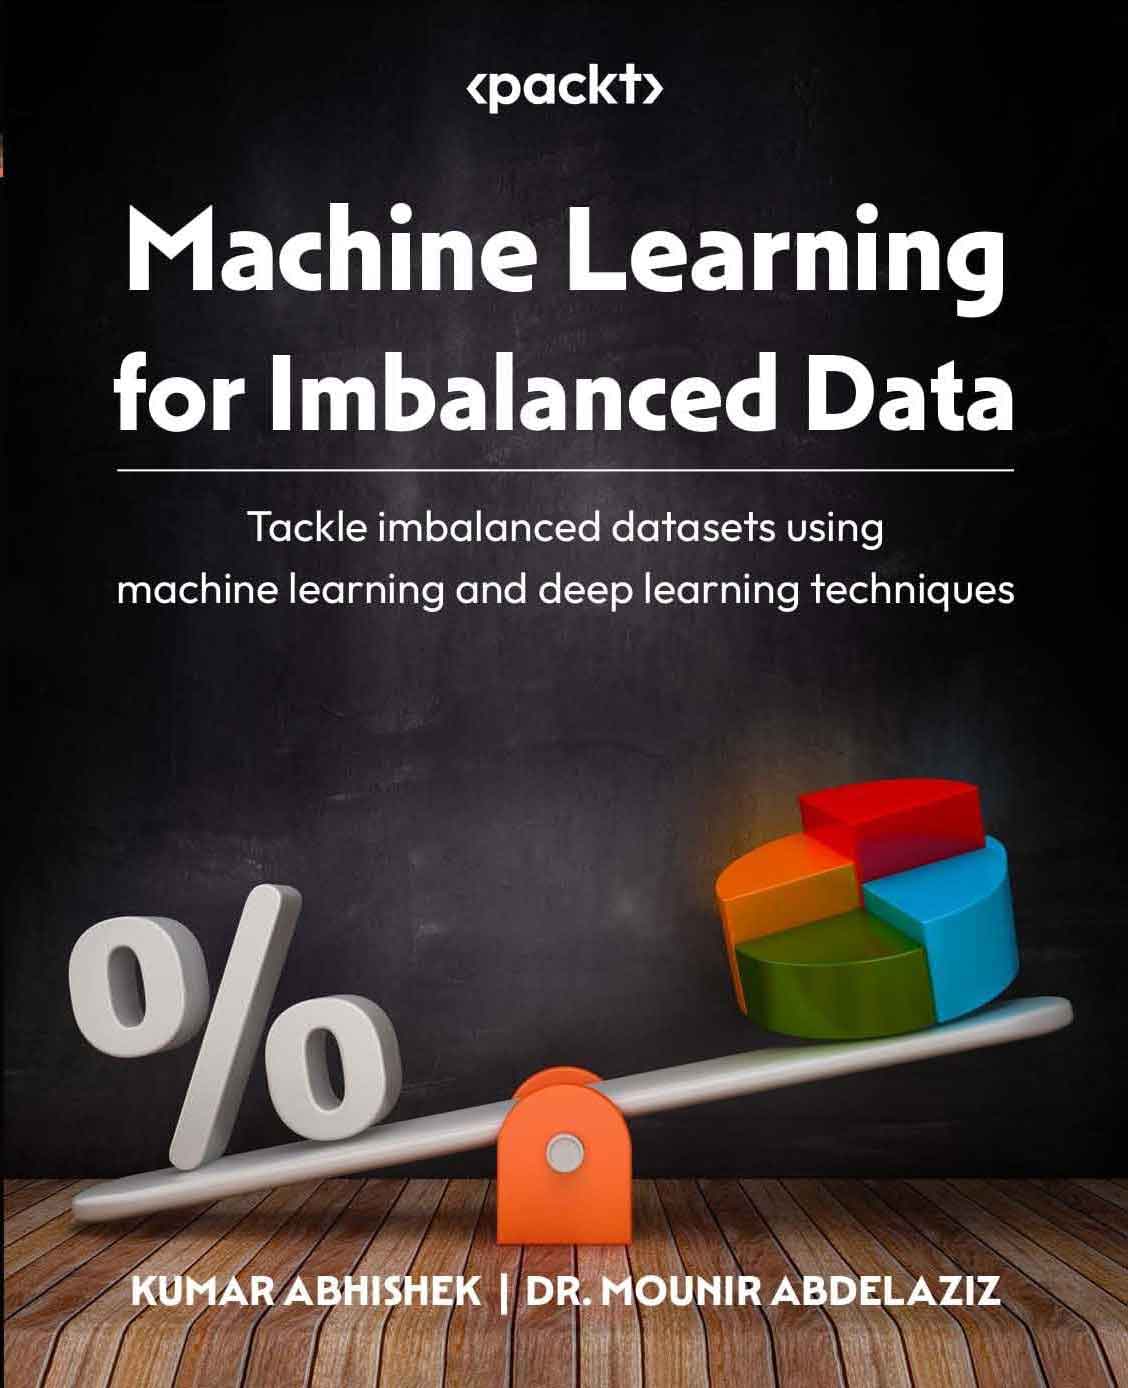 <packt>
Machine Learning
for Imbalanced Data
Tackle imbalanced datasets using
machine learning and deep learning techniques
%
KUMAR ABHISHEK | DR. MOUNIR ABDELAZIZ